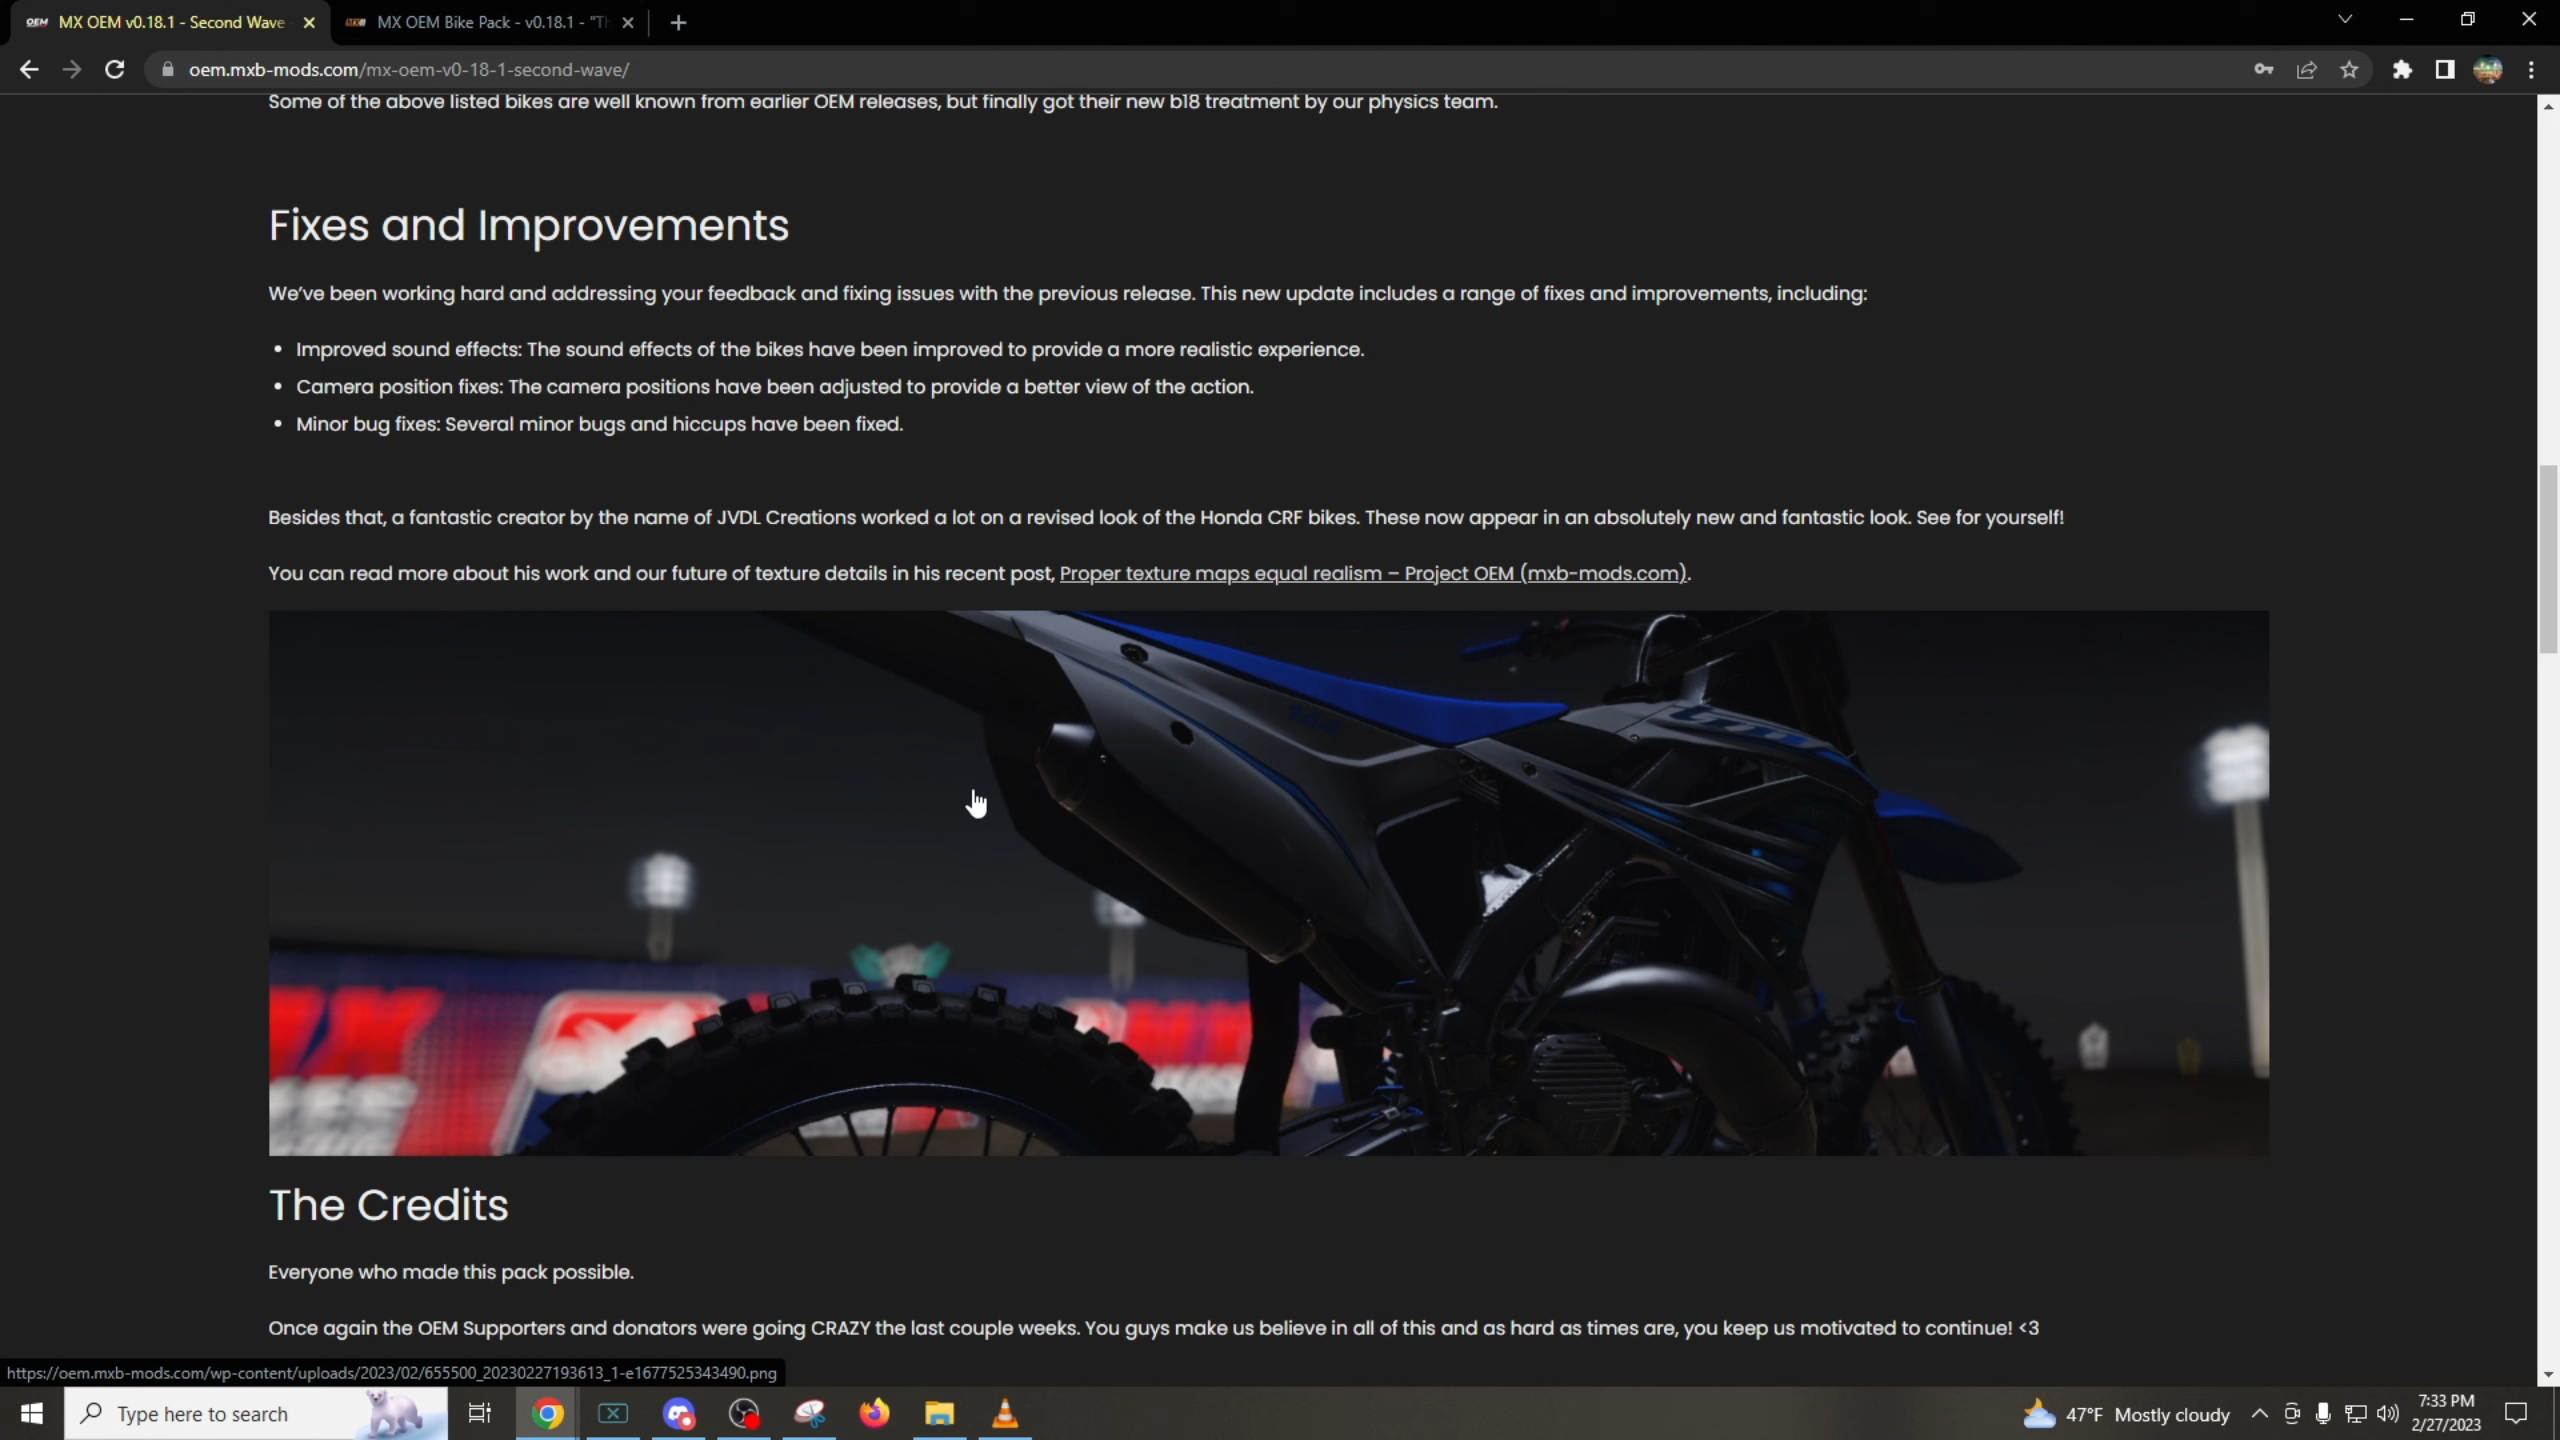 MX OEM v0.18.1 - Second Wave
MX OEM Bike Pack - v0.18.1 - "Th
oem.mxb-mods.com/mx-oem-v0-18-1-second-wave/
Some of the above listed bikes are well known from earlier OEM releases, but finally got their new b18 treatment by our physics team.
Fixes and Improvements
We've been working hard and addressing your feedback and fixing issues with the previous release. This new update includes a range of fixes and improvements, including:
• Improved sound effects: The sound effects of the bikes have been improved to provide a more realistic experience.
• Camera position fixes: The camera positions have been adjusted to provide a better view of the action.
• Minor bug fixes: Several minor bugs and hiccups have been fixed.
Besides that, a fantastic creator by the name of JVDL Creations worked a lot on a revised look of the Honda CRF bikes. These now appear in an absolutely new and fantastic look. See for yourself!
You can read more about his work and our future of texture details in his recent post, Proper texture maps equal realism – Project OEM (mxb-mods.com).
The Credits
Everyone who made this pack possible.
Once again the OEM Supporters and donators were going CRAZY the last couple weeks. You guys make us believe in all of this and as hard as times are, you keep us motivated to continue! <3
https://oem.mxb-mods.com/wp-content/uploads/2023/02/655500_20230227193613_1-e1677525343490.png
Type here to search
47°F Mostly cloudy
7:33 PM
2/27/2023